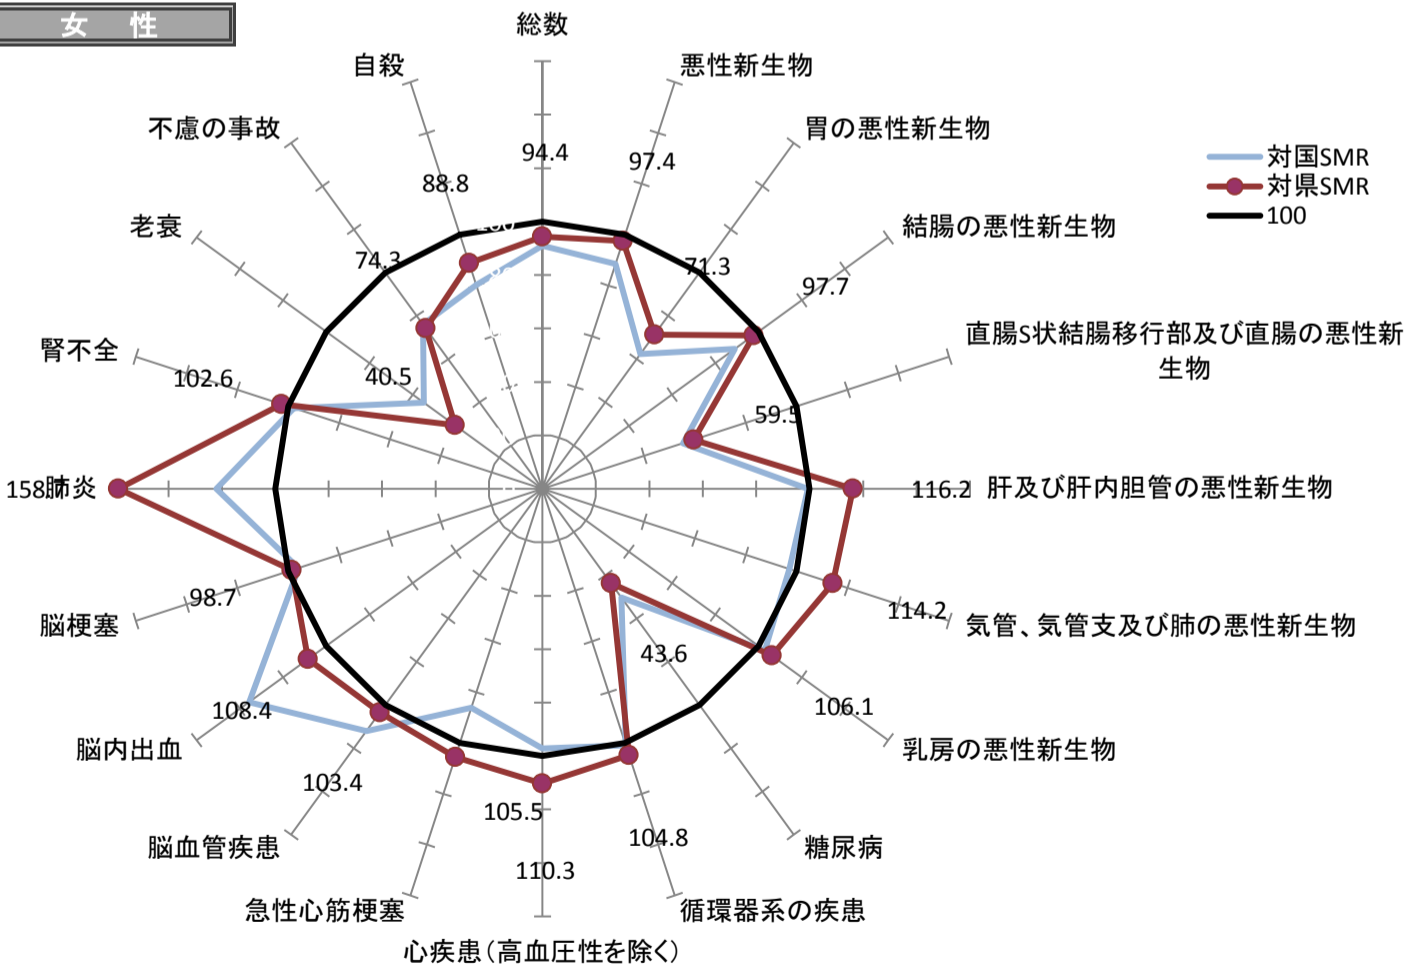 女 性
総数
自殺
悪性新生物
不慮の事故
胃の悪性新生物
94.4
97.4
対国SMR
対県SMR
100
88.8
老衰
結腸の悪性新生物
100
74.3
71.3
97.7
腎不全
直腸S状結腸移行部及び直腸の悪性新
生物
102.6
40.5
59.5
肺炎
116.2
肝及び肝内胆管の悪性新生物
脳梗塞
98.7
114.2
気管、気管支及び肺の悪性新生物
43.6
脳内出血
108.4
106.1
乳房の悪性新生物
103.4
105.5
脳血管疾患
104.8
糖尿病
110.3
急性心筋梗塞
循環器系の疾患
心疾患（高血圧性を除く）